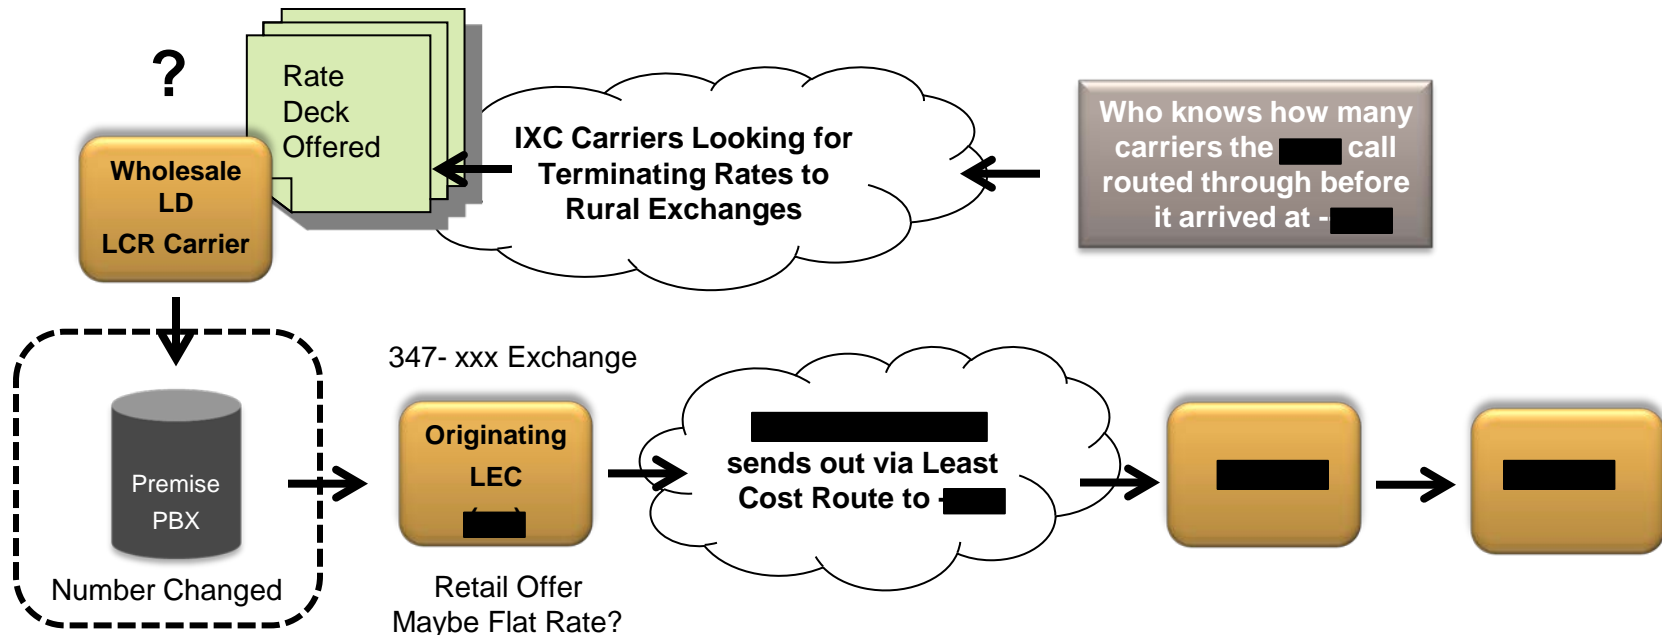 ?
Rate
Deck
Offered
Wholesale
LD
LCR Carrier
IXC Carriers Looking for
Terminating Rates to
Rural Exchanges
Who knows how many
carriers the call
routed through before
it arrived at -
347- xxx Exchange
Premise
PBX
Number Changed
Originating
LEC
Retail Offer
Maybe Flat Rate?
sends out via Least
Cost Route to -